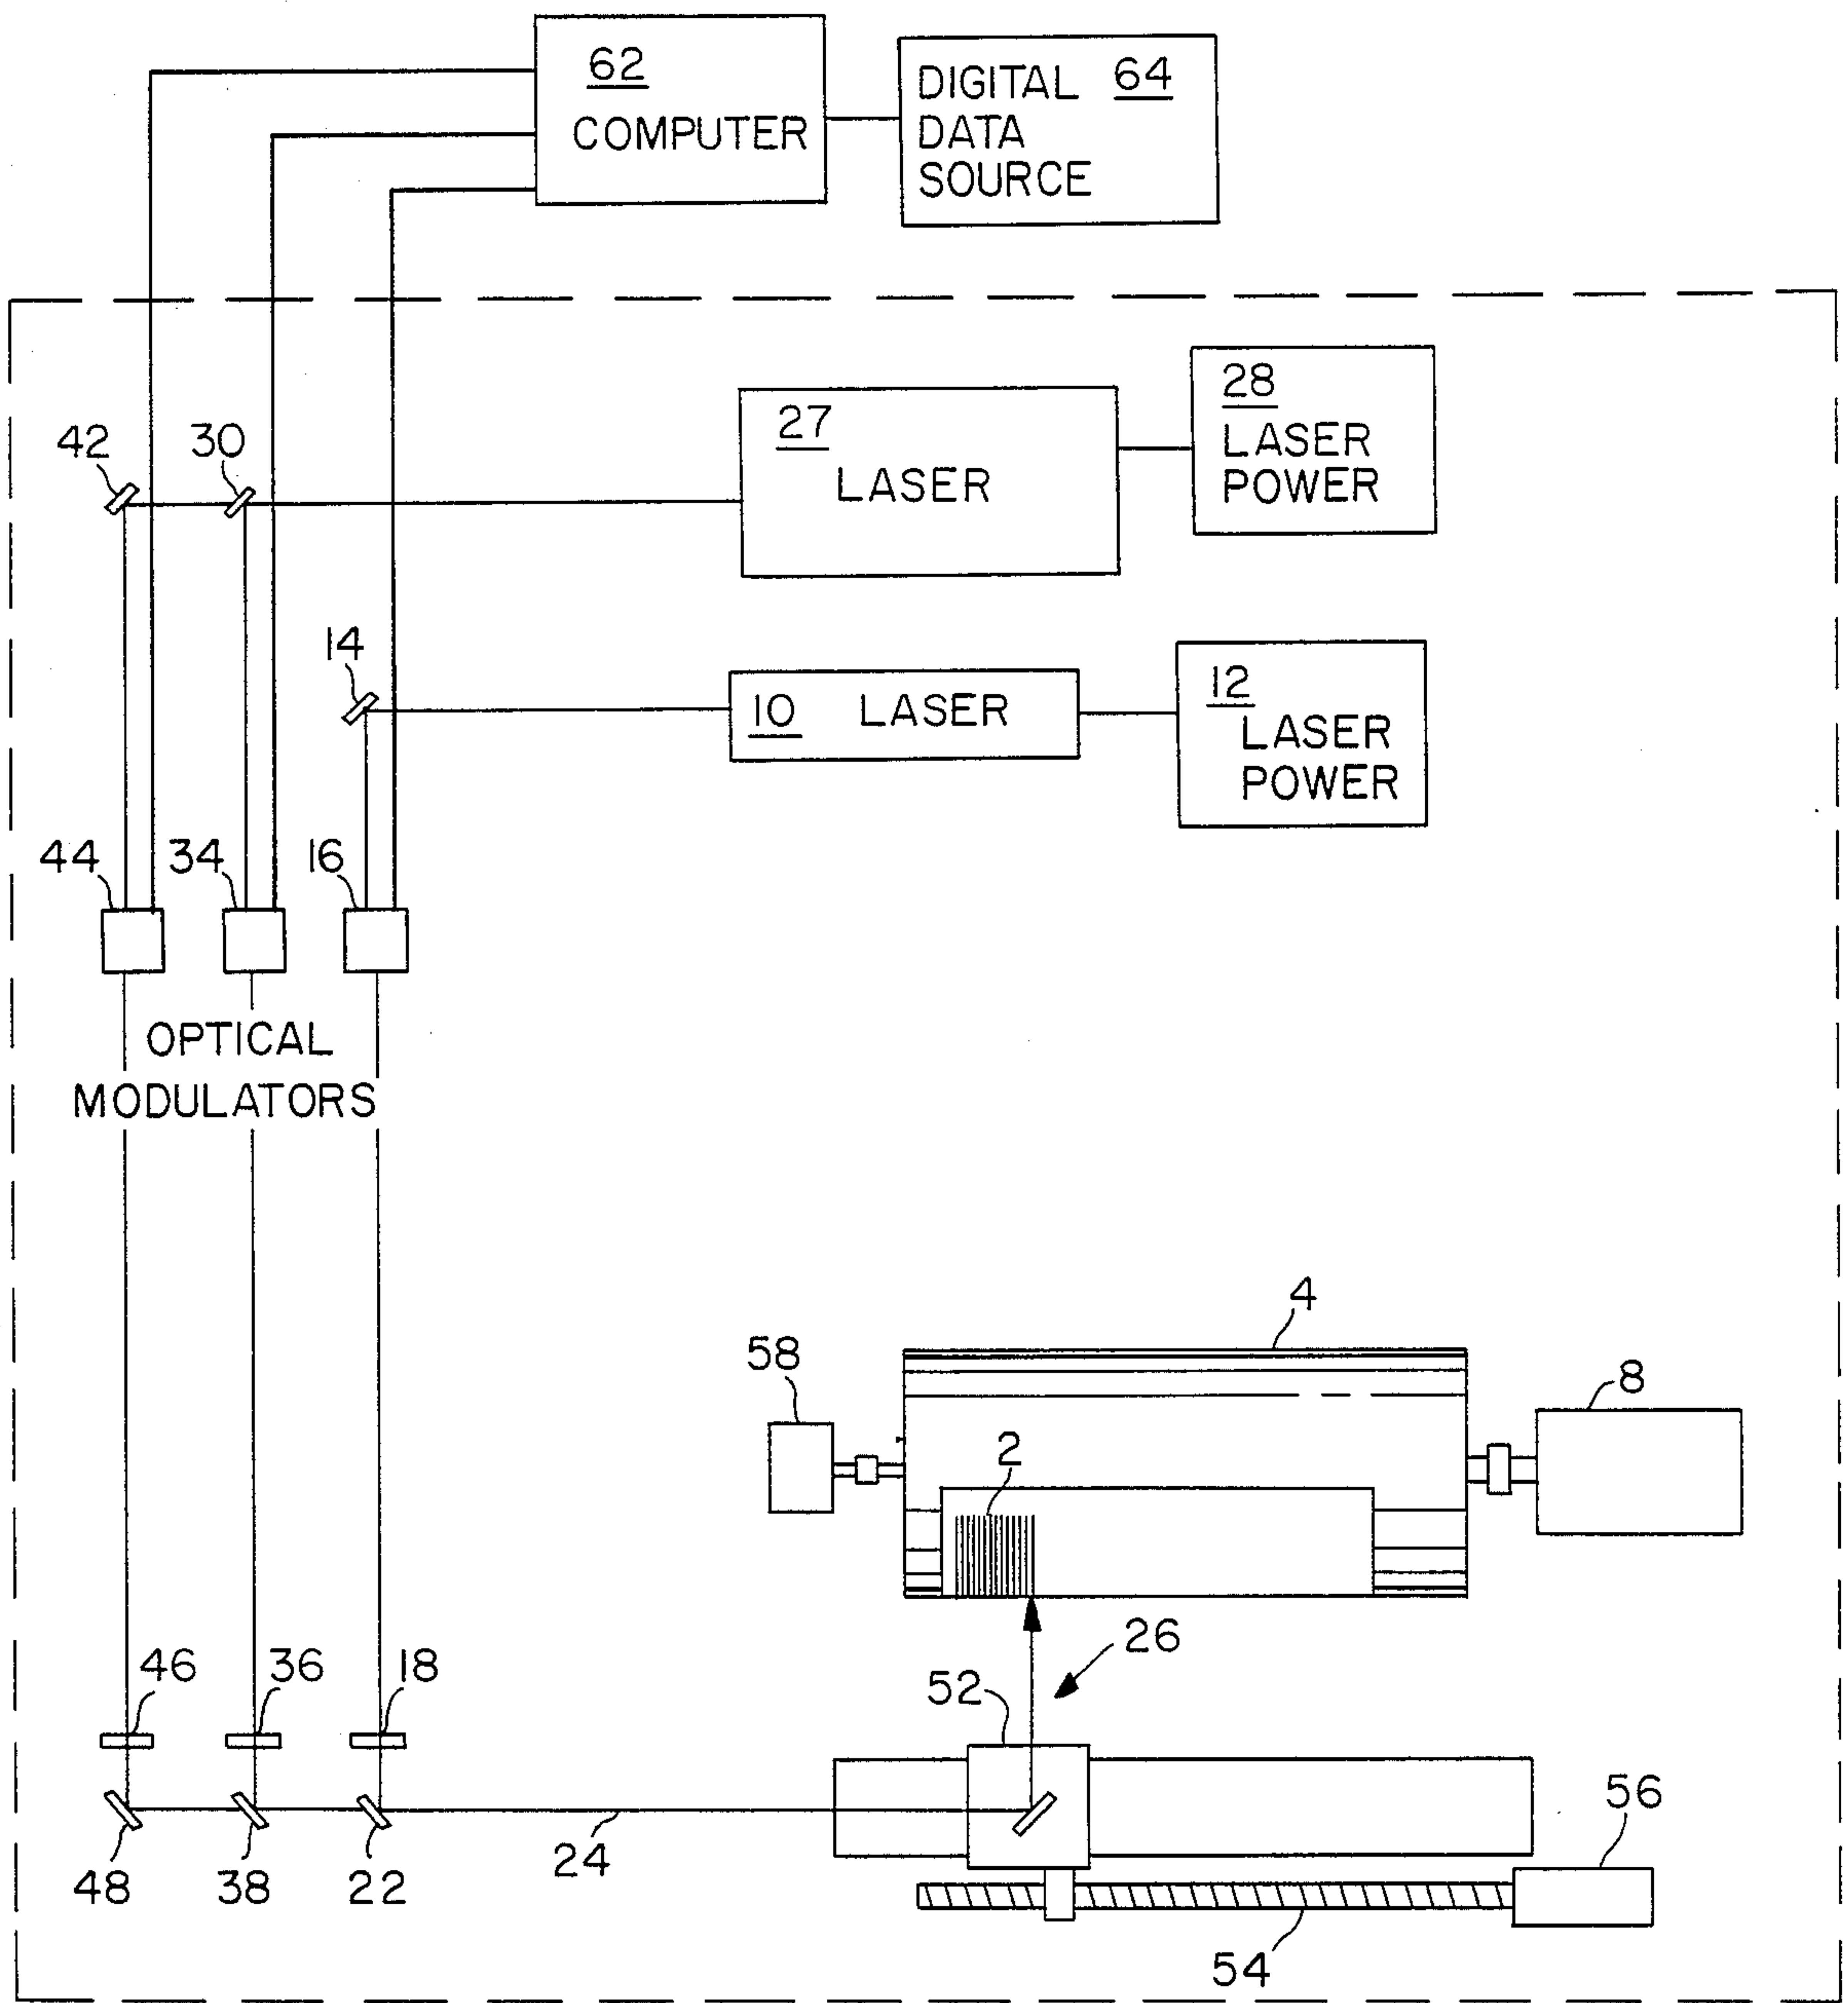 62
COMPUTER
DIGITAL 64
DATA
SOURCE
28
LASER
POWER
27
LASER
42
30
14
10 LASER
12
LASER
POWER
44
34
16
OPTICAL
MODULATORS
4
58
8
2
26
46
36
18
52
56
24
48
38
22
54